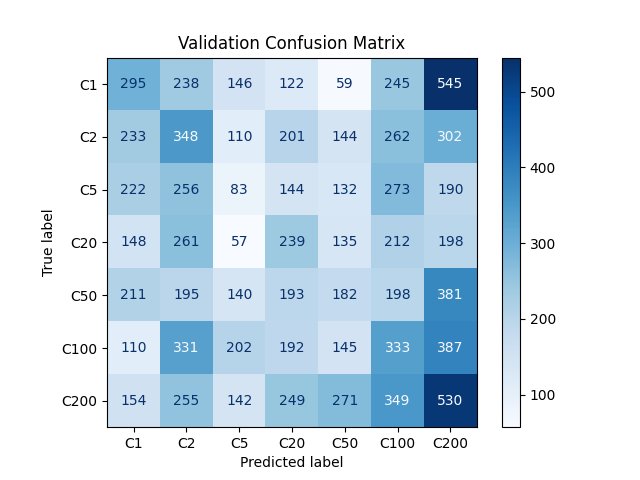 Validation Confusion Matrix
True label
C1 295 238 146 122 59 245 545
C2 233 348 110 201 144 262 302
C5 222 256 83 144 132 273 190
C20 148 261 57 239 135 212 198
C50 211 195 140 193 182 198 381
C100 110 331 202 192 145 333 387
C200 154 255 142 249 271 349 530
C1 C2 C5 C20 C50 C100 C200
Predicted label
500
400
300
200
100